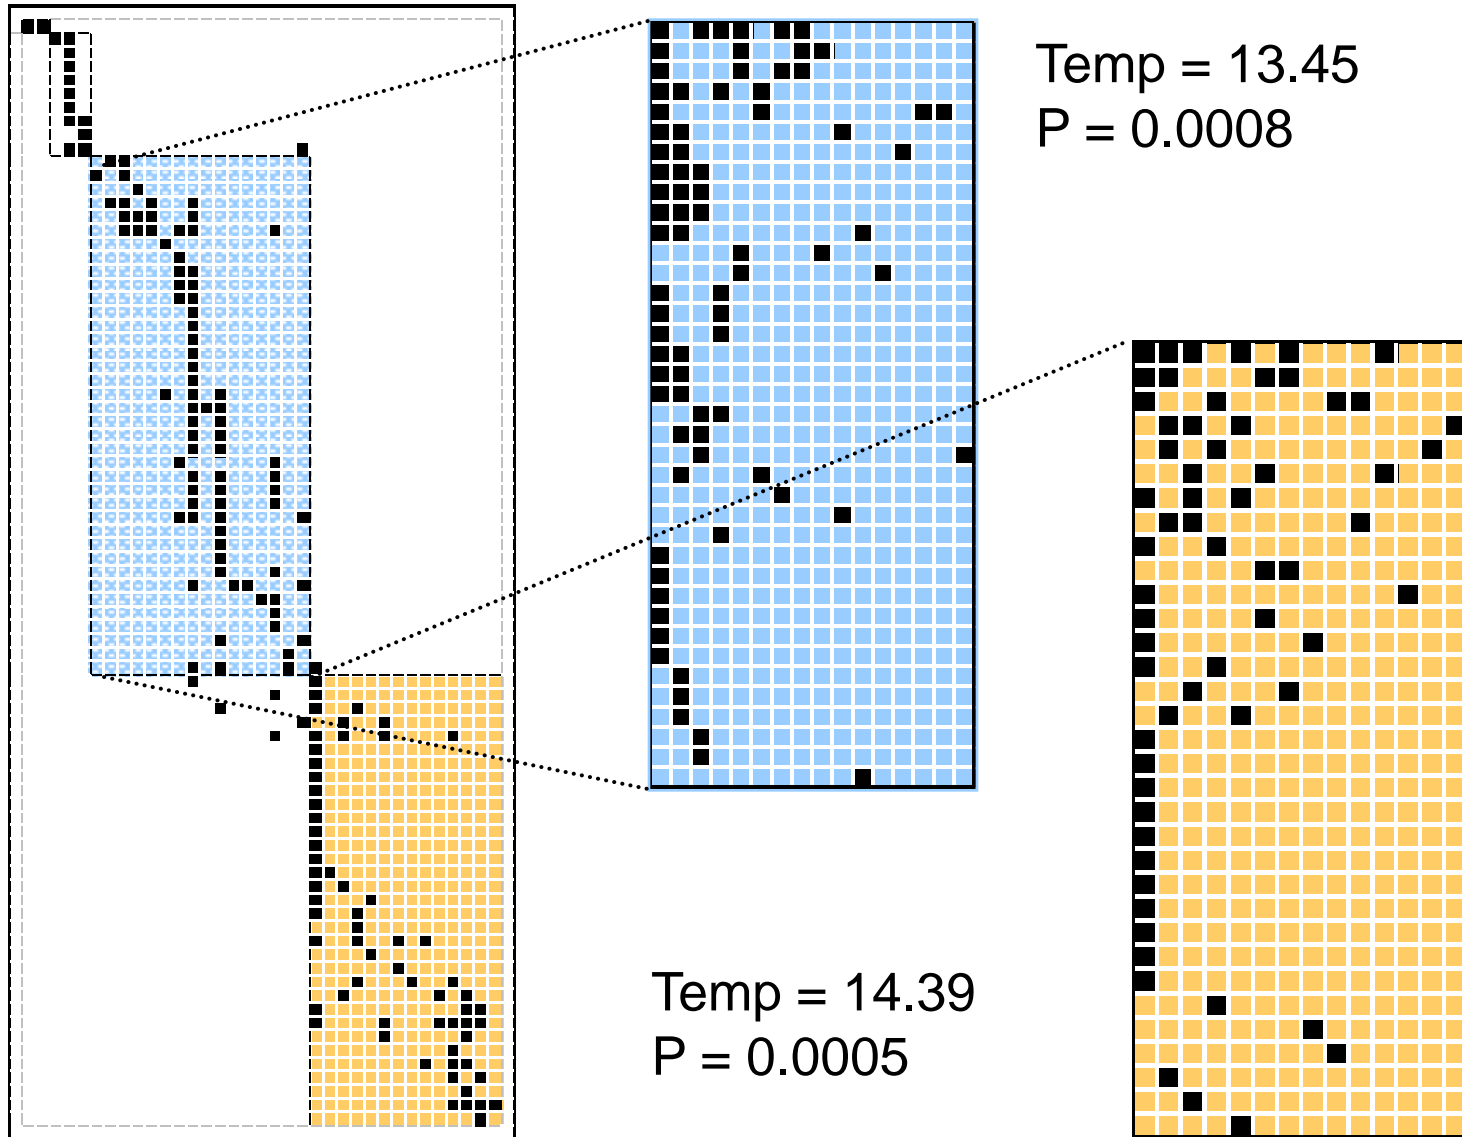 Temp = 13.45
P = 0.0008
Temp = 14.39
P = 0.0005